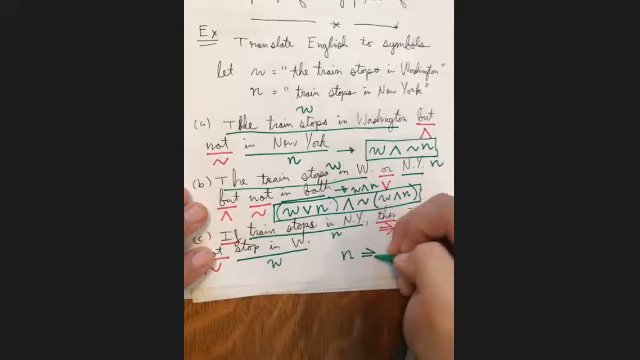 Ex Translate English to symbols
let w = "the train stops in Washington"
n = "train stops in New York"
w
(a) The train stops in Washington but
∧
not in New York → w ∧ ~n
~ n
w
(b) The train stops in W. or N.Y. n
∨
but not in both → w∧n
∧ ~ (w ∨ n) ∧ ~(w ∧ n)
(c) If train stops in N.Y., then
n ⇒
stop in W.
~ w n ⇒